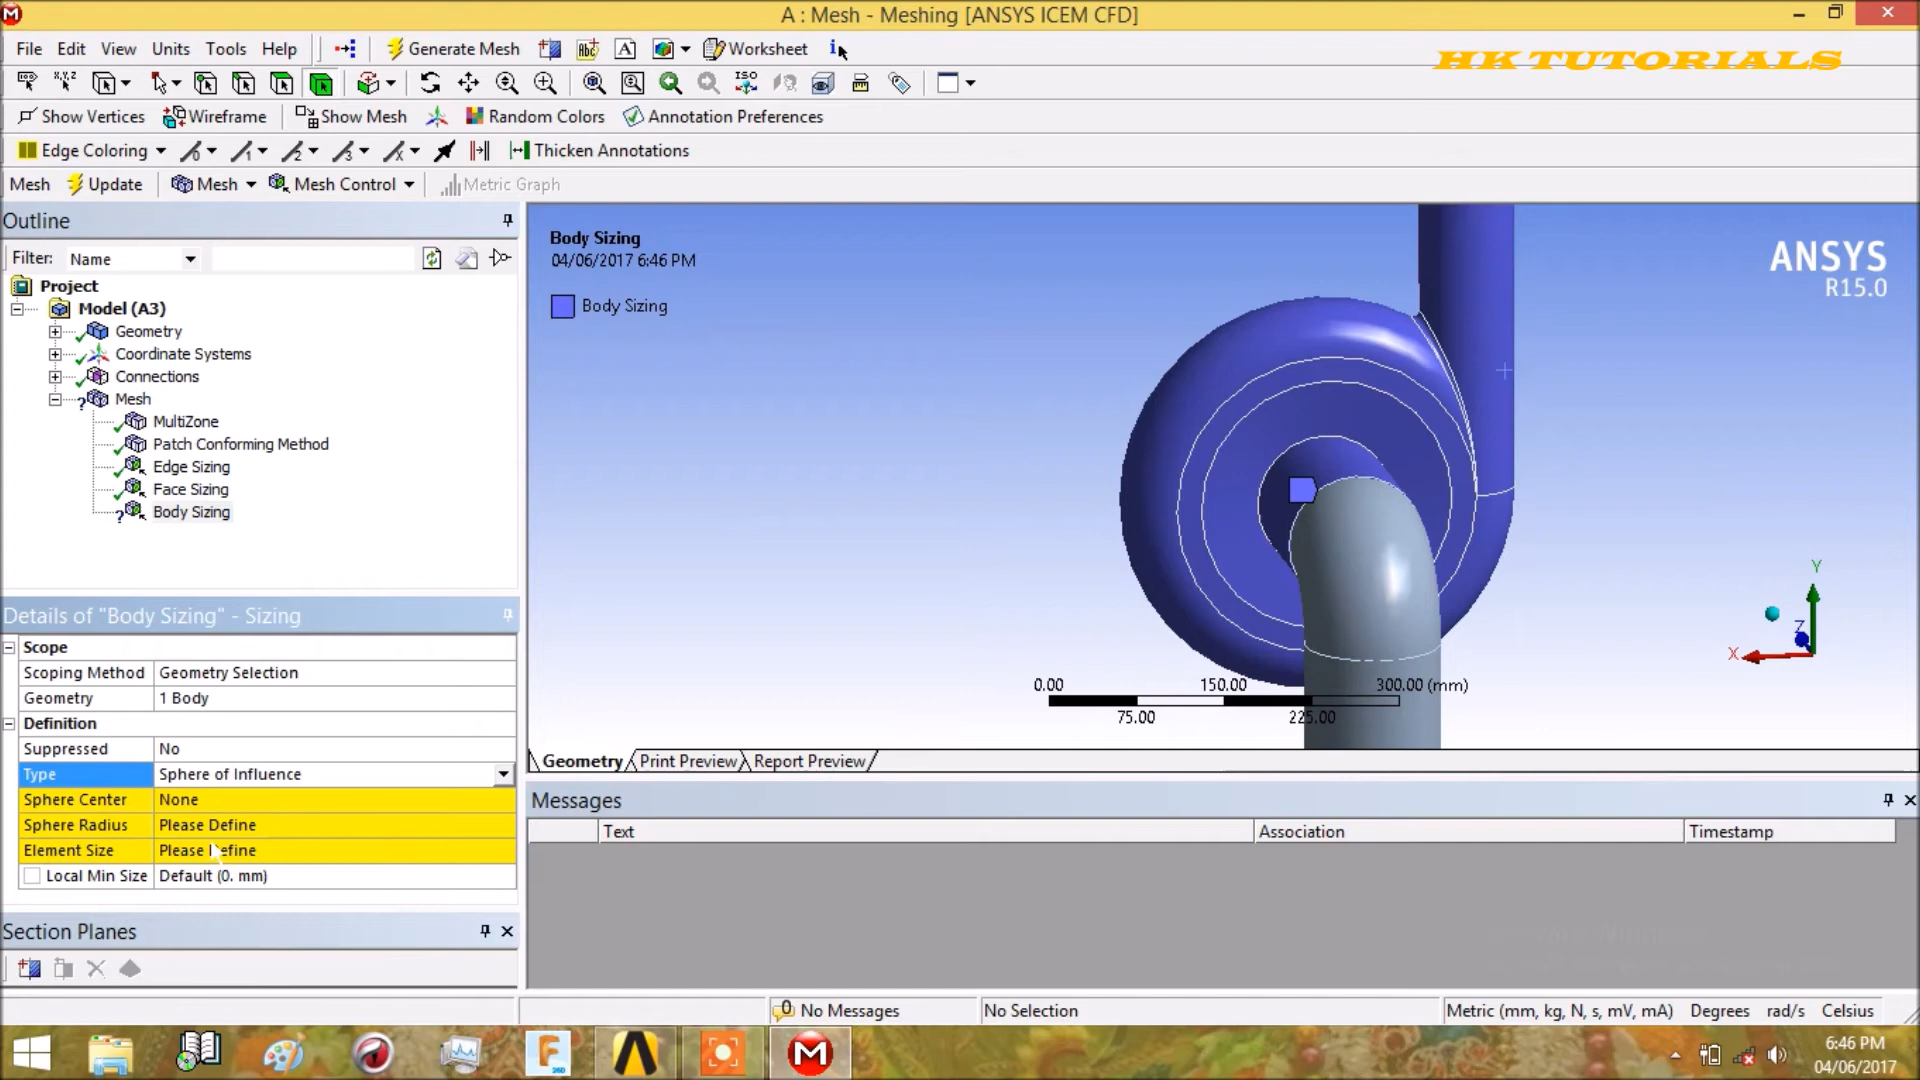 A : Mesh - Meshing [ANSYS ICEM CFD]
File Edit View Units Tools Help Generate Mesh Worksheet
HK TUTORIALS
ISO
Show Vertices Wireframe Show Mesh Random Colors Annotation Preferences
Edge Coloring Thicken Annotations
Mesh Update Mesh Mesh Control Metric Graph
Outline
Filter: Name
Project
Model (A3)
Geometry
Coordinate Systems
Connections
Mesh
MultiZone
Patch Conforming Method
Edge Sizing
Face Sizing
Body Sizing
Details of "Body Sizing" - Sizing
Scope
Scoping Method Geometry Selection
Geometry 1 Body
Definition
Suppressed No
Type Sphere of Influence
Sphere Center None
Sphere Radius Please Define
Element Size Please Define
Local Min Size Default (0. mm)
Section Planes
Body Sizing
04/06/2017 6:46 PM
Body Sizing
ANSYS
R15.0
Y
Z
X
0.00 150.00 300.00 (mm)
75.00 225.00
Geometry Print Preview Report Preview
Messages
Text Association Timestamp
No Messages No Selection Metric (mm, kg, N, s, mV, mA) Degrees rad/s Celsius
6:46 PM
04/06/2017